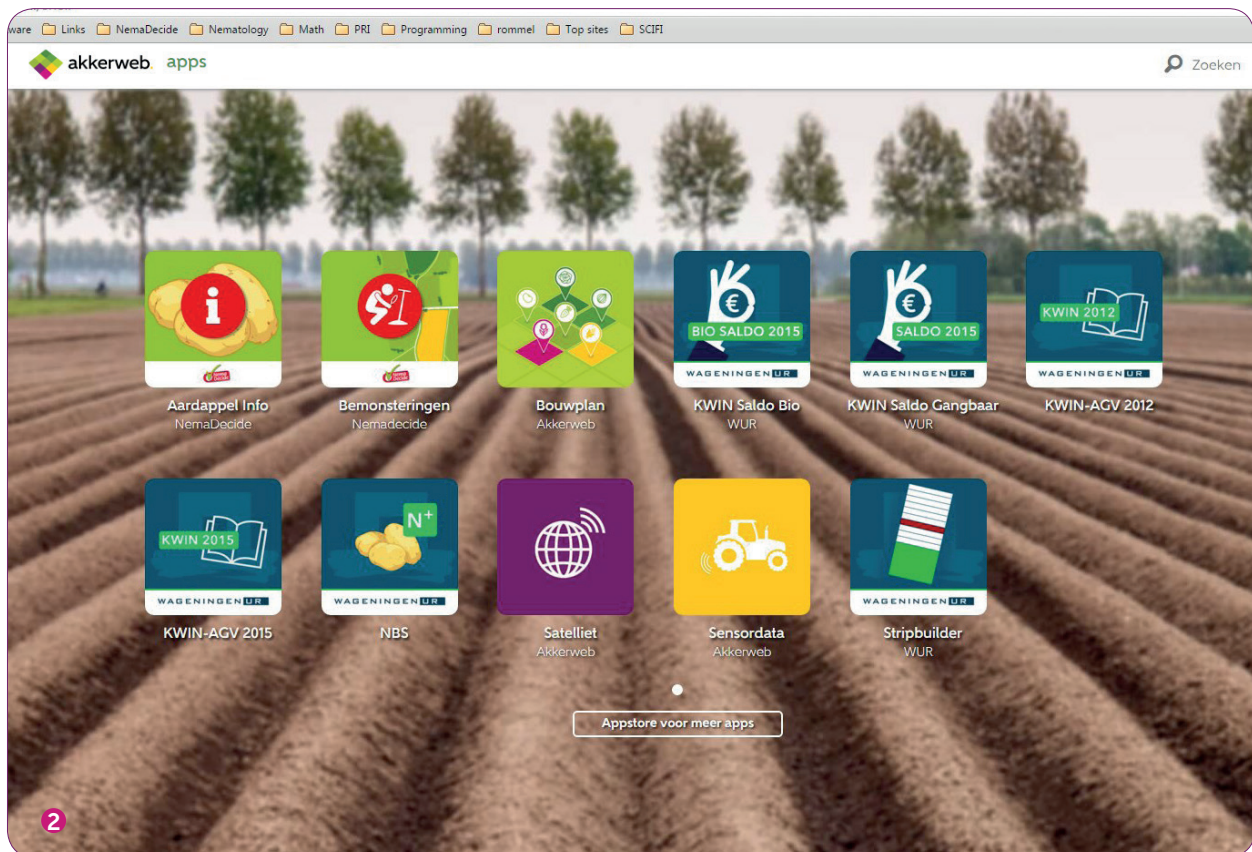 ware Links NemaDecide Nematology Math PRI Programming rommel Top sites SCIFI
akkerweb. apps Zoeken
i
€
BIO SALDO 2015
WAGENINGEN UR
€
SALDO 2015
WAGENINGEN UR
KWIN 2012
WAGENINGEN UR
Aardappel Info
NemaDecide
Bemonsteringen
Nemadecide
Bouwplan
Akkerweb
KWIN Saldo Bio
WUR
KWIN Saldo Gangbaar
WUR
KWIN-AGV 2012
KWIN 2015
WAGENINGEN UR
N+
WAGENINGEN UR
WAGENINGEN UR
KWIN-AGV 2015
NBS
Satelliet
Akkerweb
Sensordata
Akkerweb
Stripbuilder
WUR
Appstore voor meer apps
2